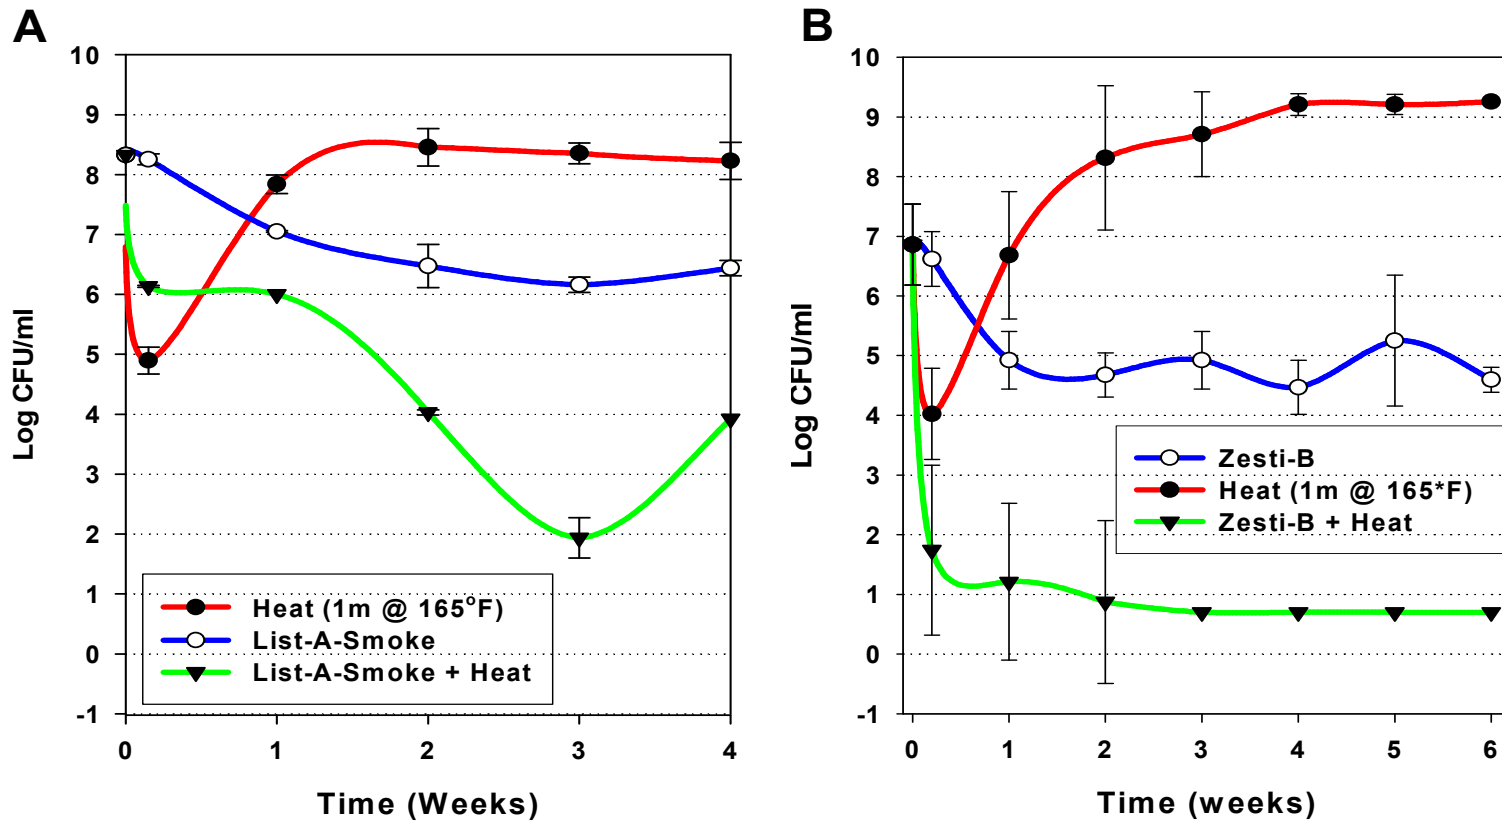 A
10
9
8
7
6
5
4
3
2
1
0
-1
Log CFU/ml
0 1 2 3 4
Time (Weeks)
Heat (1m @ 165°F)
List-A-Smoke
List-A-Smoke + Heat
B
10
9
8
7
6
5
4
3
2
1
0
-1
Log CFU/ml
0 1 2 3 4 5 6
Time (weeks)
Zesti-B
Heat (1m @ 165*F)
Zesti-B + Heat